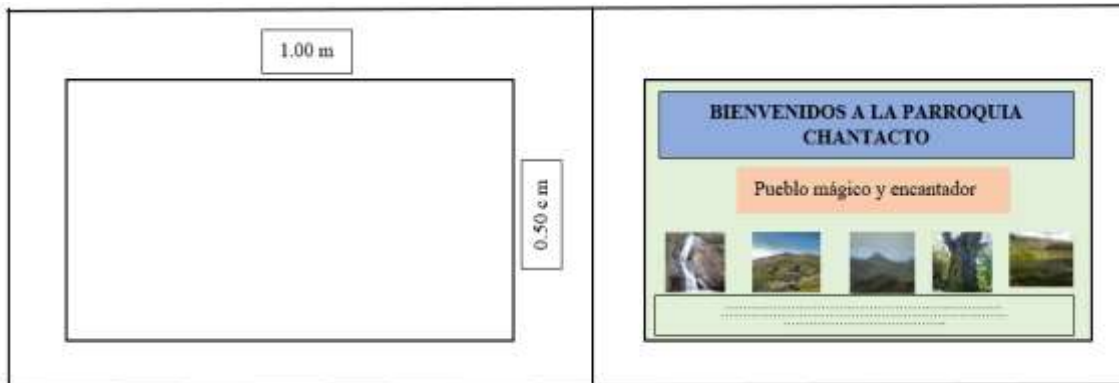 1.00 m
0.50 c m
BIENVENIDOS A LA PARROQUIA
CHANTACTO
Pueblo mágico y encantador